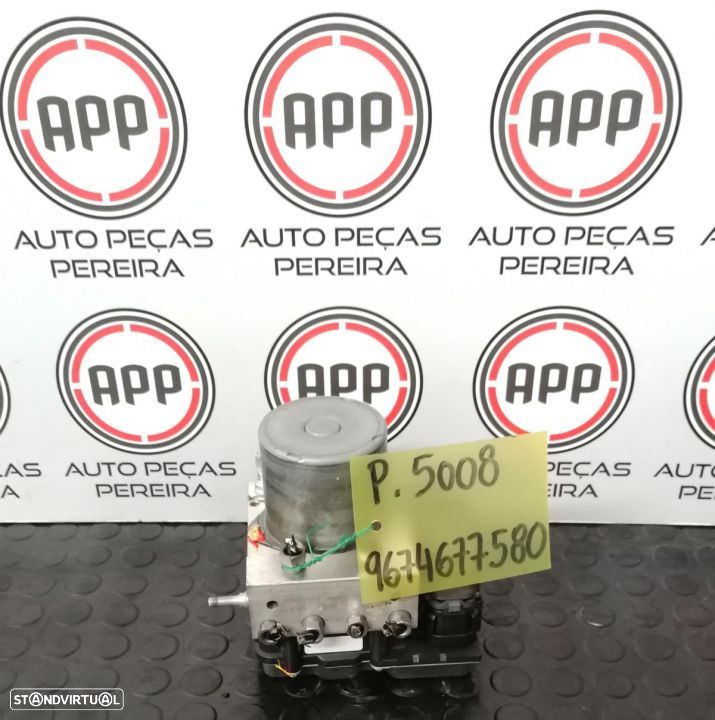 APP
APP
APP
AUTO PEÇAS
PEREIRA
AUTO PEÇAS
PEREIRA
AUTO PEÇAS
PEREIRA
APP
APP
APP
AUTO PEÇAS
PEREIRA
AUTO PEÇAS
PEREIRA
P. 5008
9674677580
STANDVIRTUAL